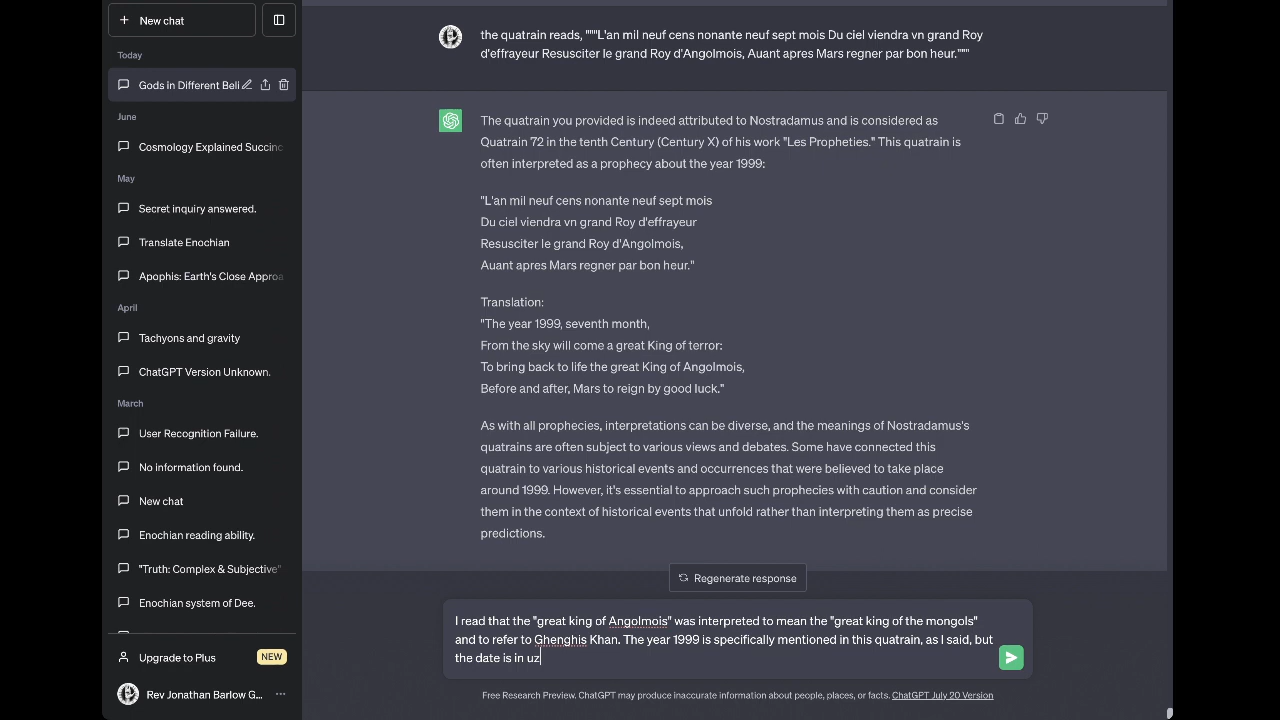 New chat
Today
Gods in Different Beli
June
Cosmology Explained Succinc
May
Secret inquiry answered.
Translate Enochian
Apophis: Earth's Close Approa
April
Tachyons and gravity
ChatGPT Version Unknown.
March
User Recognition Failure.
No information found.
New chat
Enochian reading ability.
"Truth: Complex & Subjective"
Enochian system of Dee.
Upgrade to Plus
NEW
Rev Jonathan Barlow G...
the quatrain reads, """L'an mil neuf cens nonante neuf sept mois Du ciel viendra vn grand Roy
d'effrayeur Resusciter le grand Roy d'Angolmois, Auant apres Mars regner par bon heur."""
The quatrain you provided is indeed attributed to Nostradamus and is considered as
Quatrain 72 in the tenth Century (Century X) of his work "Les Propheties." This quatrain is
often interpreted as a prophecy about the year 1999:
"L'an mil neuf cens nonante neuf sept mois
Du ciel viendra vn grand Roy d'effrayeur
Resusciter le grand Roy d'Angolmois,
Auant apres Mars regner par bon heur."
Translation:
"The year 1999, seventh month,
From the sky will come a great King of terror:
To bring back to life the great King of Angolmois,
Before and after, Mars to reign by good luck."
As with all prophecies, interpretations can be diverse, and the meanings of Nostradamus's
quatrains are often subject to various views and debates. Some have connected this
quatrain to various historical events and occurrences that were believed to take place
around 1999. However, it's essential to approach such prophecies with caution and consider
them in the context of historical events that unfold rather than interpreting them as precise
predictions.
Regenerate response
I read that the "great king of Angolmois" was interpreted to mean the "great king of the mongols"
and to refer to Ghenghis Khan. The year 1999 is specifically mentioned in this quatrain, as I said, but
the date is in uz
Free Research Preview. ChatGPT may produce inaccurate information about people, places, or facts. ChatGPT July 20 Version